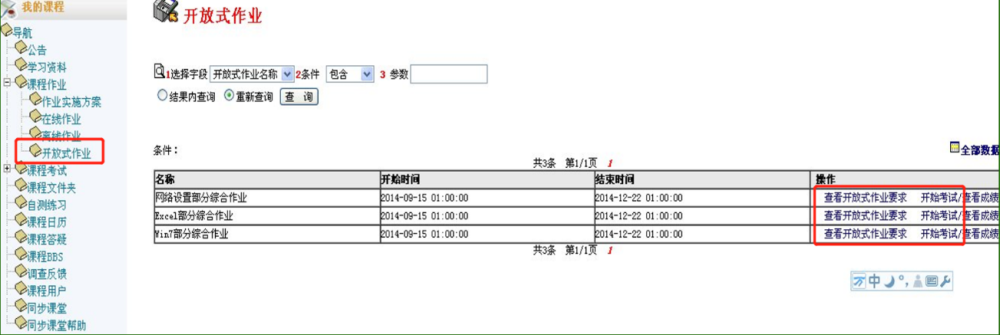 我的课程
导航
公告
学习资料
课程作业
作业实施方案
在线作业
离线作业
开放式作业
课程考试
课程文件夹
自测练习
课程日历
课程答疑
课程BBS
调查反馈
课程用户
同步课堂
同步课堂帮助
开放式作业
1选择字段 开放式作业名称 2条件 包含 3 参数
结果内查询 重新查询 查 询
条件： 全部数据
共3条 第1/1页 1
名称 开始时间 结束时间 操作
网络设置部分综合作业 2014-09-15 01:00:00 2014-12-22 01:00:00 查看开放式作业要求 开始考试/查看成绩
Excel部分综合作业 2014-09-15 01:00:00 2014-12-22 01:00:00 查看开放式作业要求 开始考试/查看成绩
Win7部分综合作业 2014-09-15 01:00:00 2014-12-22 01:00:00 查看开放式作业要求 开始考试/查看成绩
共3条 第1/1页 1
万 中 °，